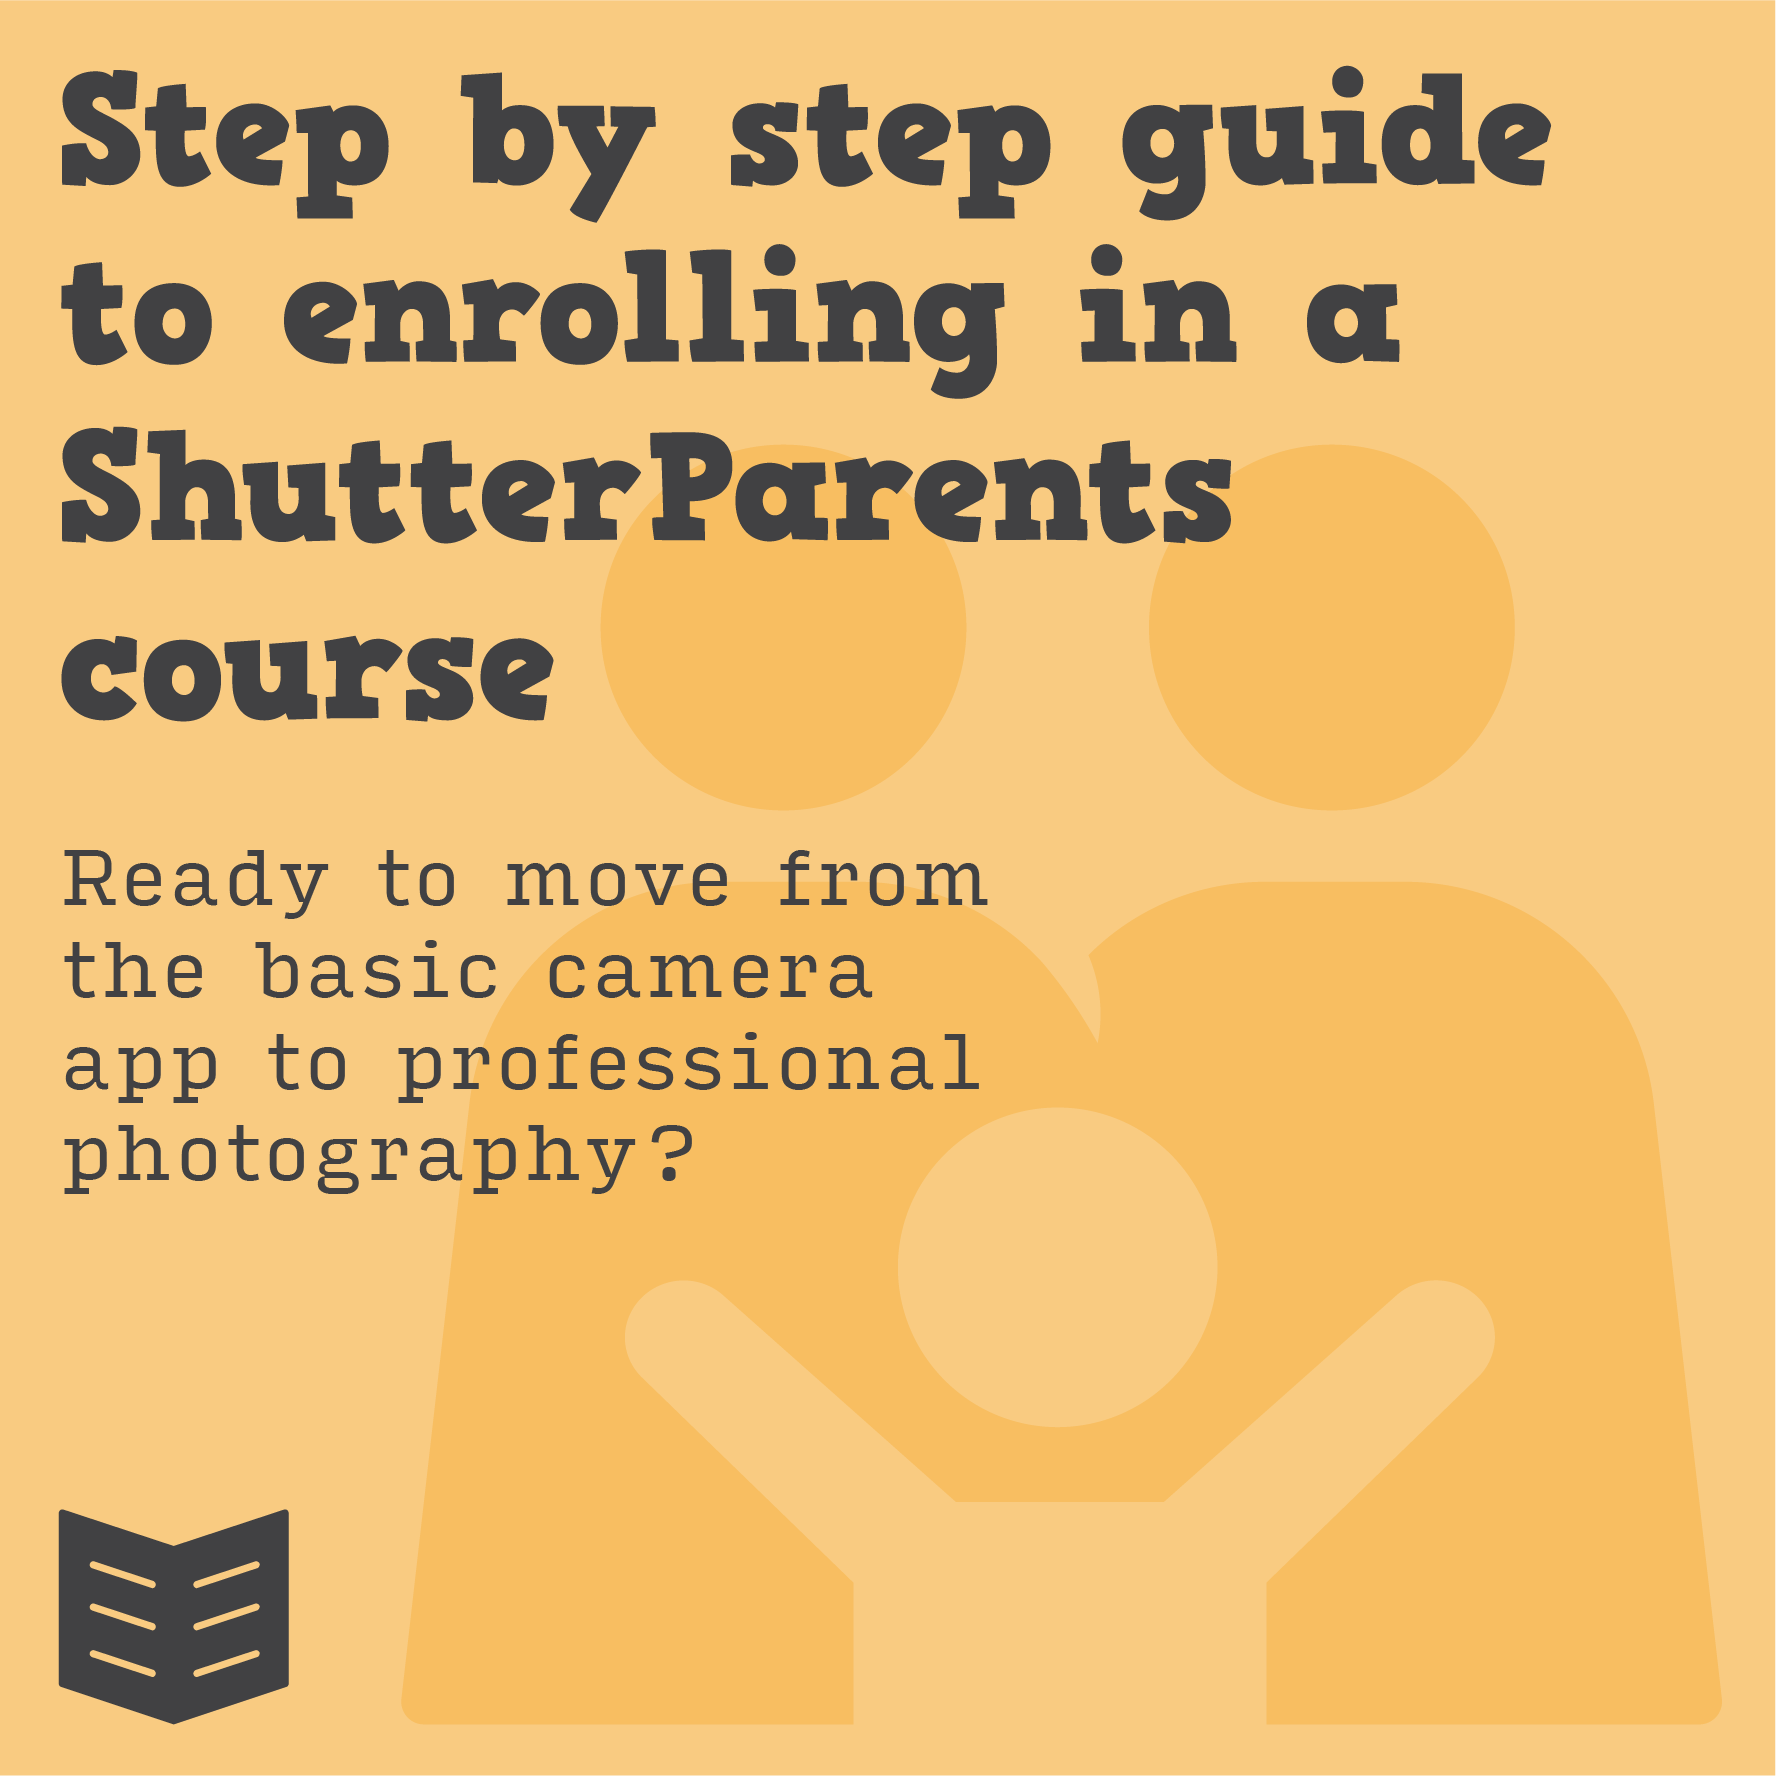 Step by step guide
to enrolling in a
ShutterParents
course
Ready to move from
the basic camera
app to professional
photography?